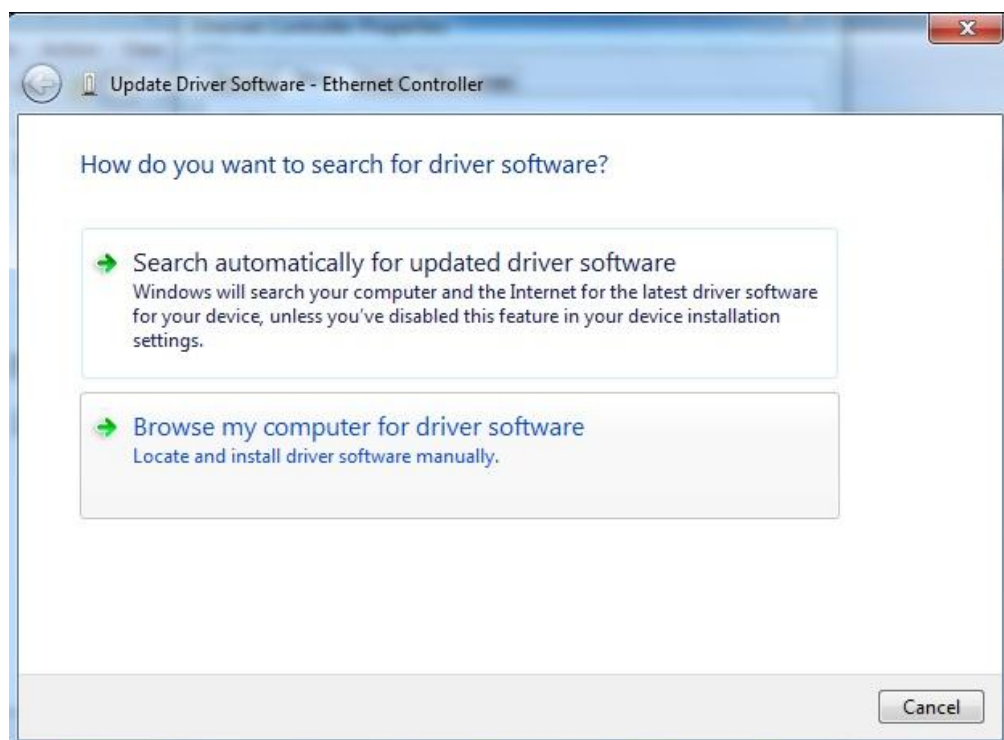 Update Driver Software - Ethernet Controller
How do you want to search for driver software?
Search automatically for updated driver software
Windows will search your computer and the Internet for the latest driver software
for your device, unless you've disabled this feature in your device installation
settings.
Browse my computer for driver software
Locate and install driver software manually.
Cancel